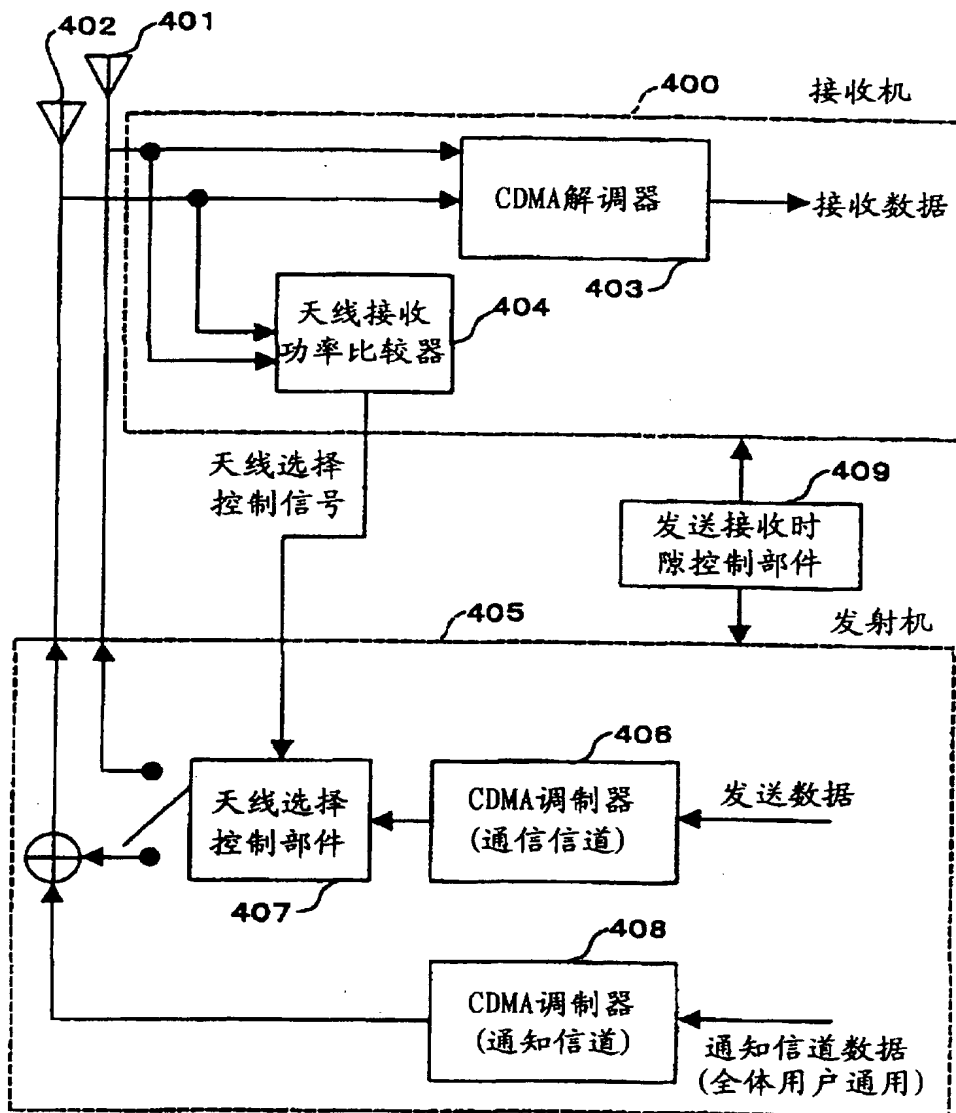 402
401
400
接收机
CDMA解调器
接收数据
403
天线接收
功率比较器
404
天线选择
控制信号
409
发送接收时
隙控制部件
405
发射机
406
天线选择
控制部件
CDMA调制器
(通信信道)
发送数据
407
408
CDMA调制器
(通知信道)
通知信道数据
(全体用户通用)